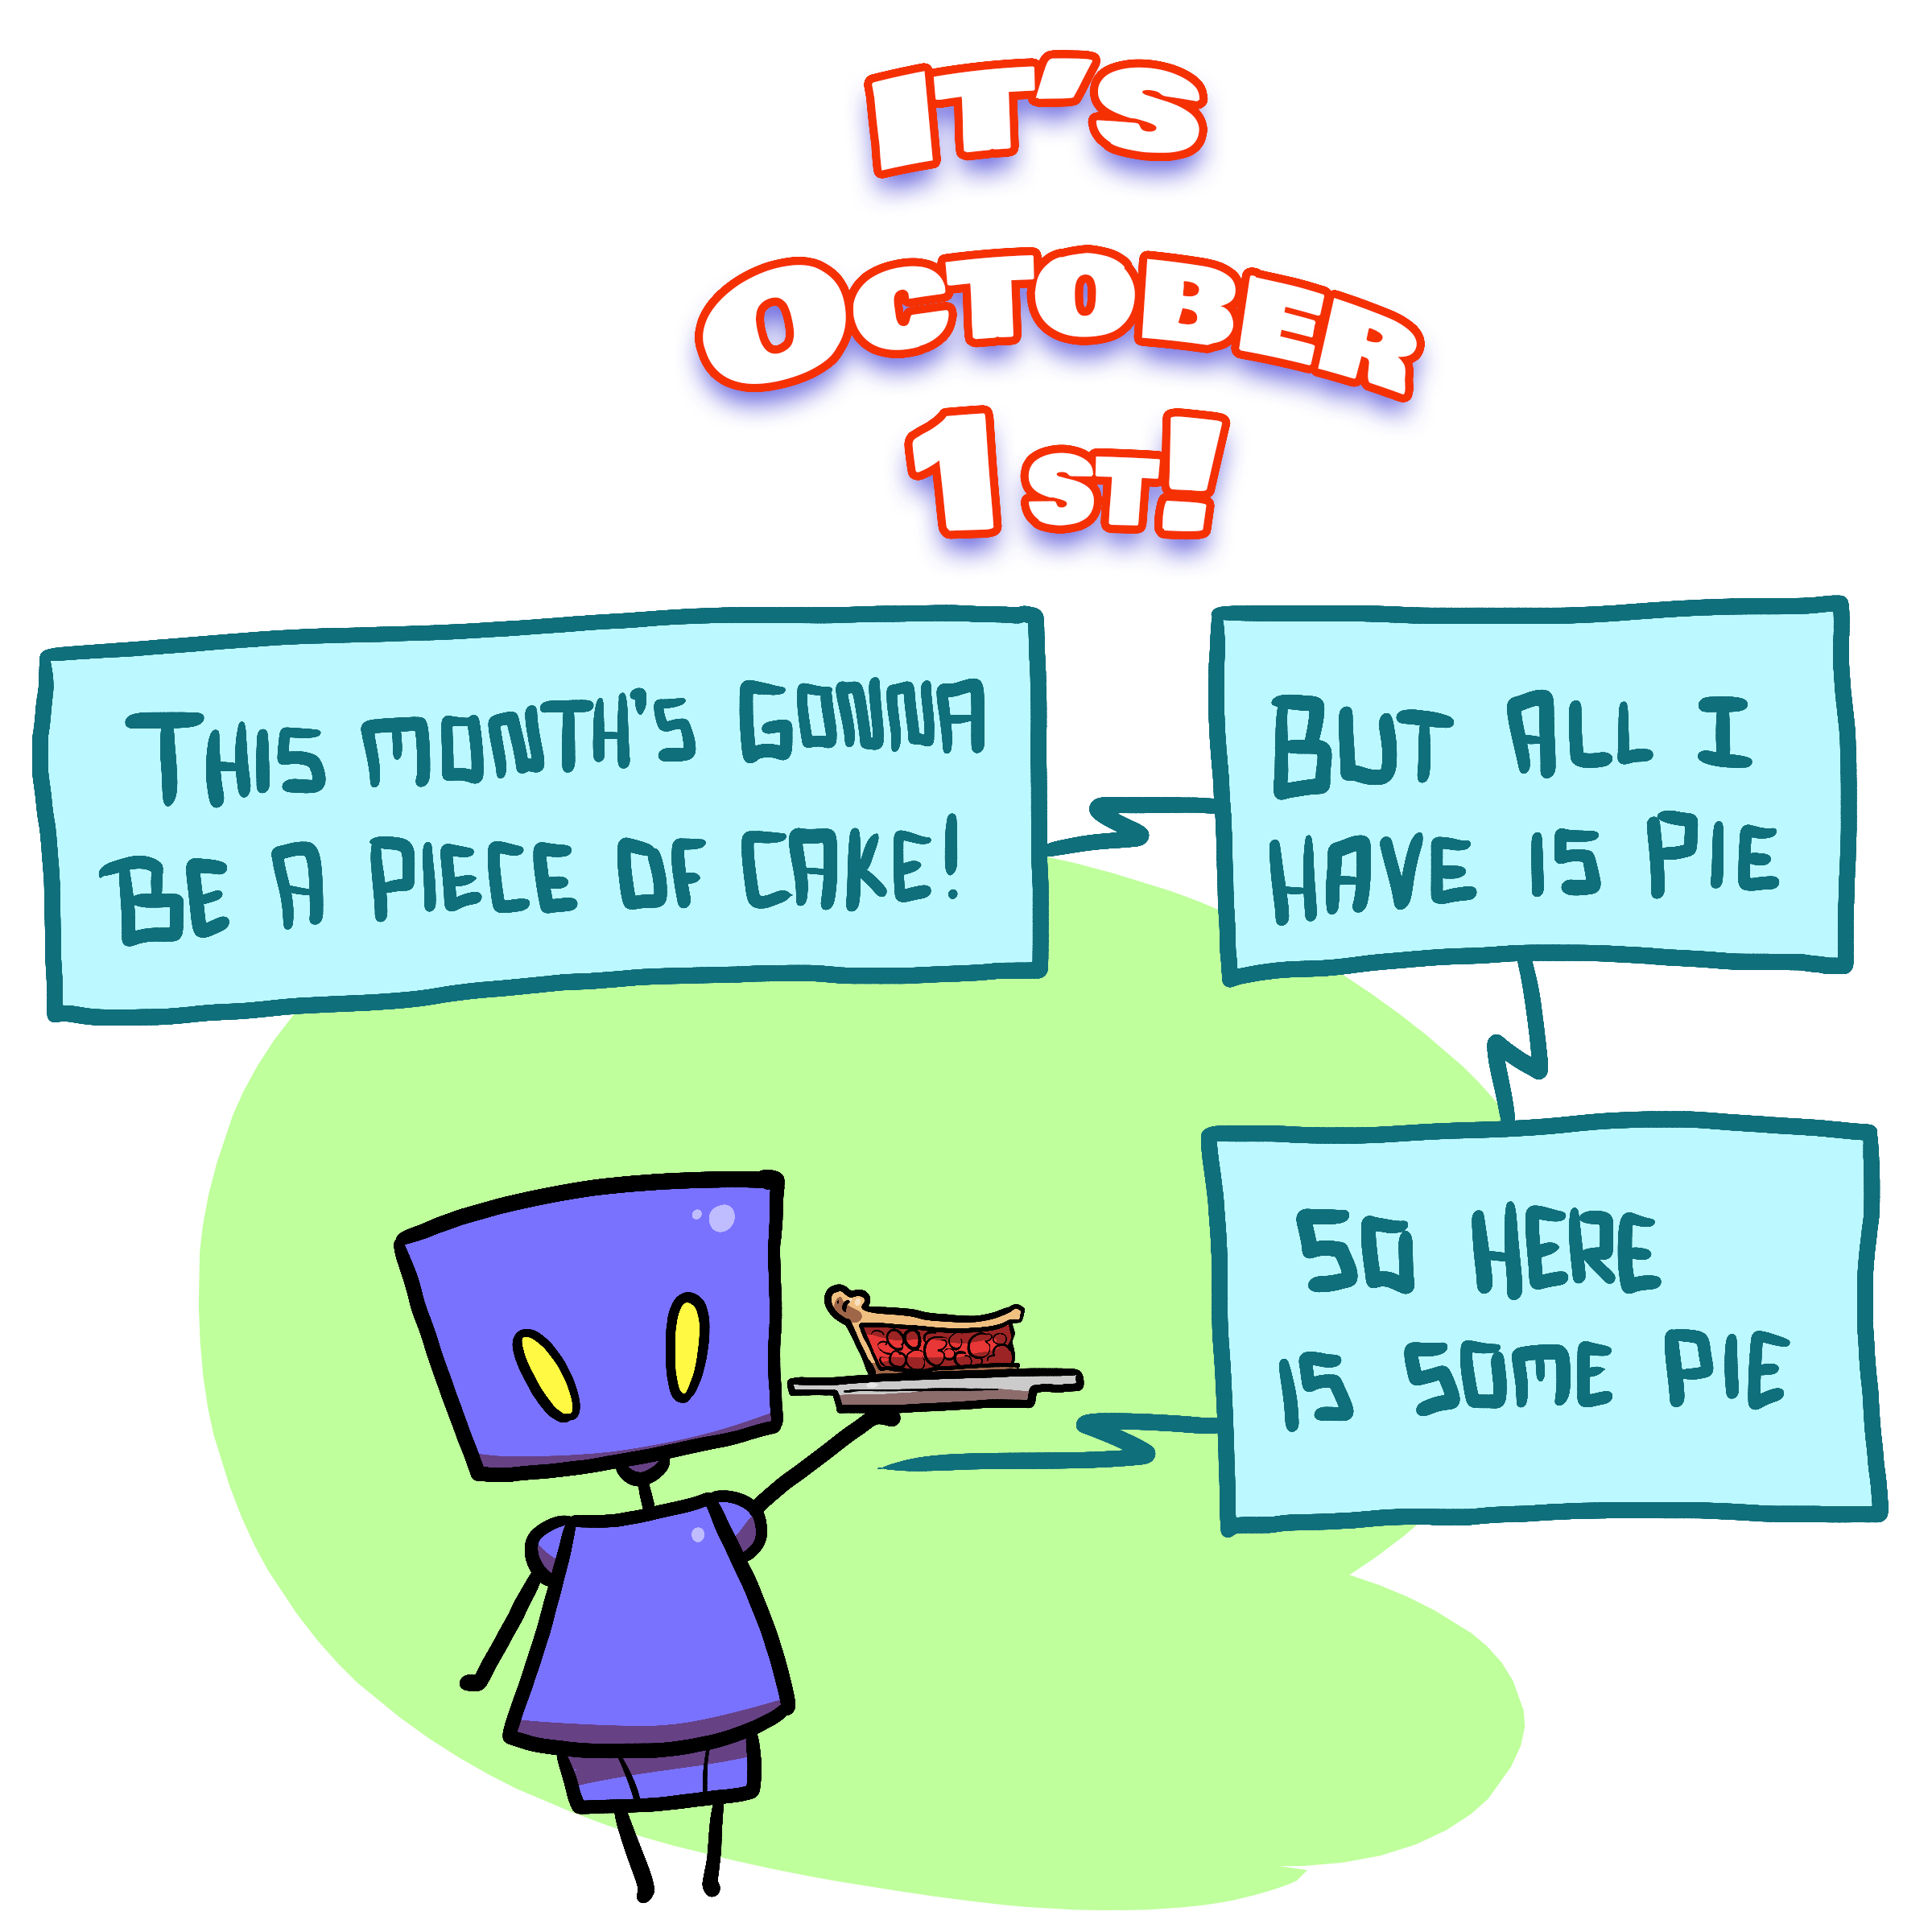 IT'S
OCTOBER
1ST!
THIS MONTH'S GONNA
BE A PIECE OF CAKE!
BUT ALL I
HAVE IS PIE
SO HERE
IS SOME PIE